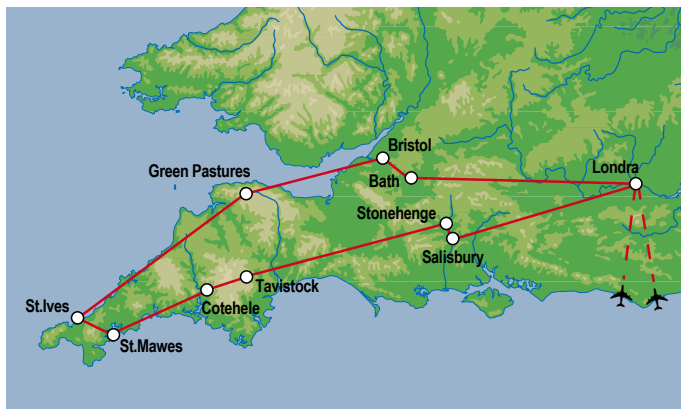 Bristol
Green Pastures
Londra
Bath
Stonehenge
Salisbury
Tavistock
Cotehele
St.Ives
St.Mawes